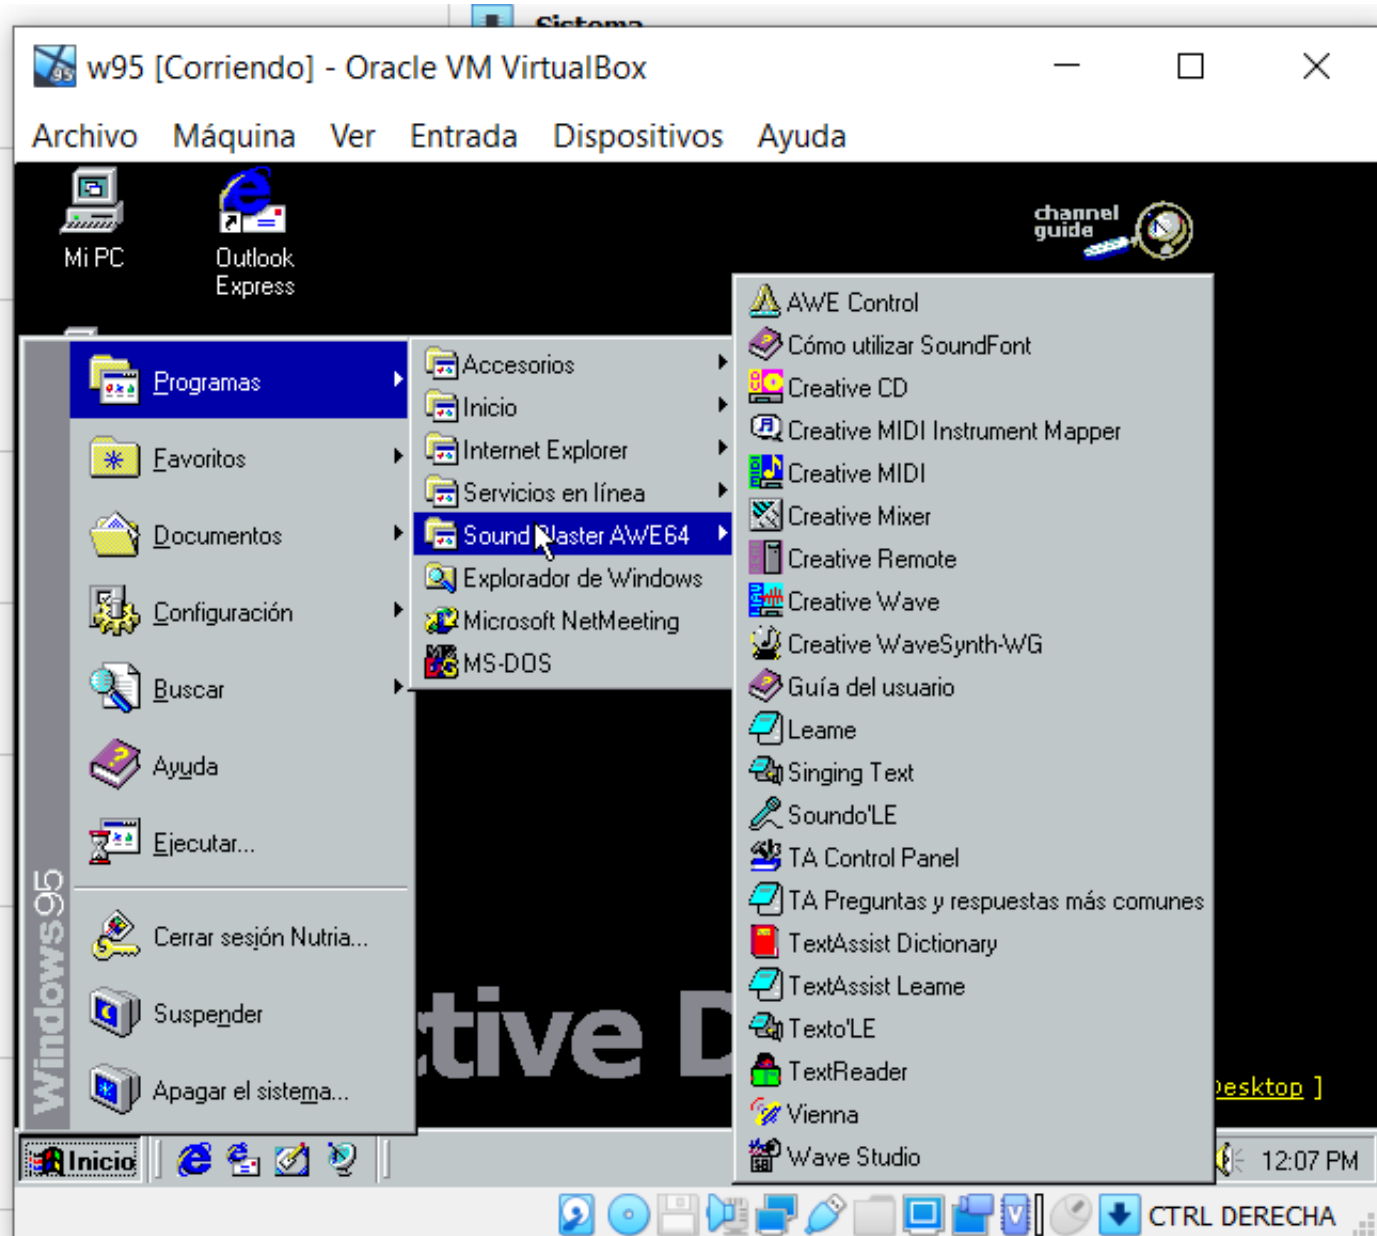 Sistema
w95 [Corriendo] - Oracle VM VirtualBox
Archivo Máquina Ver Entrada Dispositivos Ayuda
Mi PC
Outlook
Express
channel
guide
Programas
Favoritos
Documentos
Configuración
Buscar
Ayuda
Ejecutar...
Cerrar sesión Nutria...
Suspender
Apagar el sistema...
Windows95
Accesorios
Inicio
Internet Explorer
Servicios en línea
Sound Blaster AWE64
Explorador de Windows
Microsoft NetMeeting
MS-DOS
AWE Control
Cómo utilizar SoundFont
Creative CD
Creative MIDI Instrument Mapper
Creative MIDI
Creative Mixer
Creative Remote
Creative Wave
Creative WaveSynth-WG
Guía del usuario
Leame
Singing Text
Soundo'LE
TA Control Panel
TA Preguntas y respuestas más comunes
TextAssist Dictionary
TextAssist Leame
Texto'LE
TextReader
Vienna
Wave Studio
ctive D
Desktop ]
Inicio
12:07 PM
CTRL DERECHA